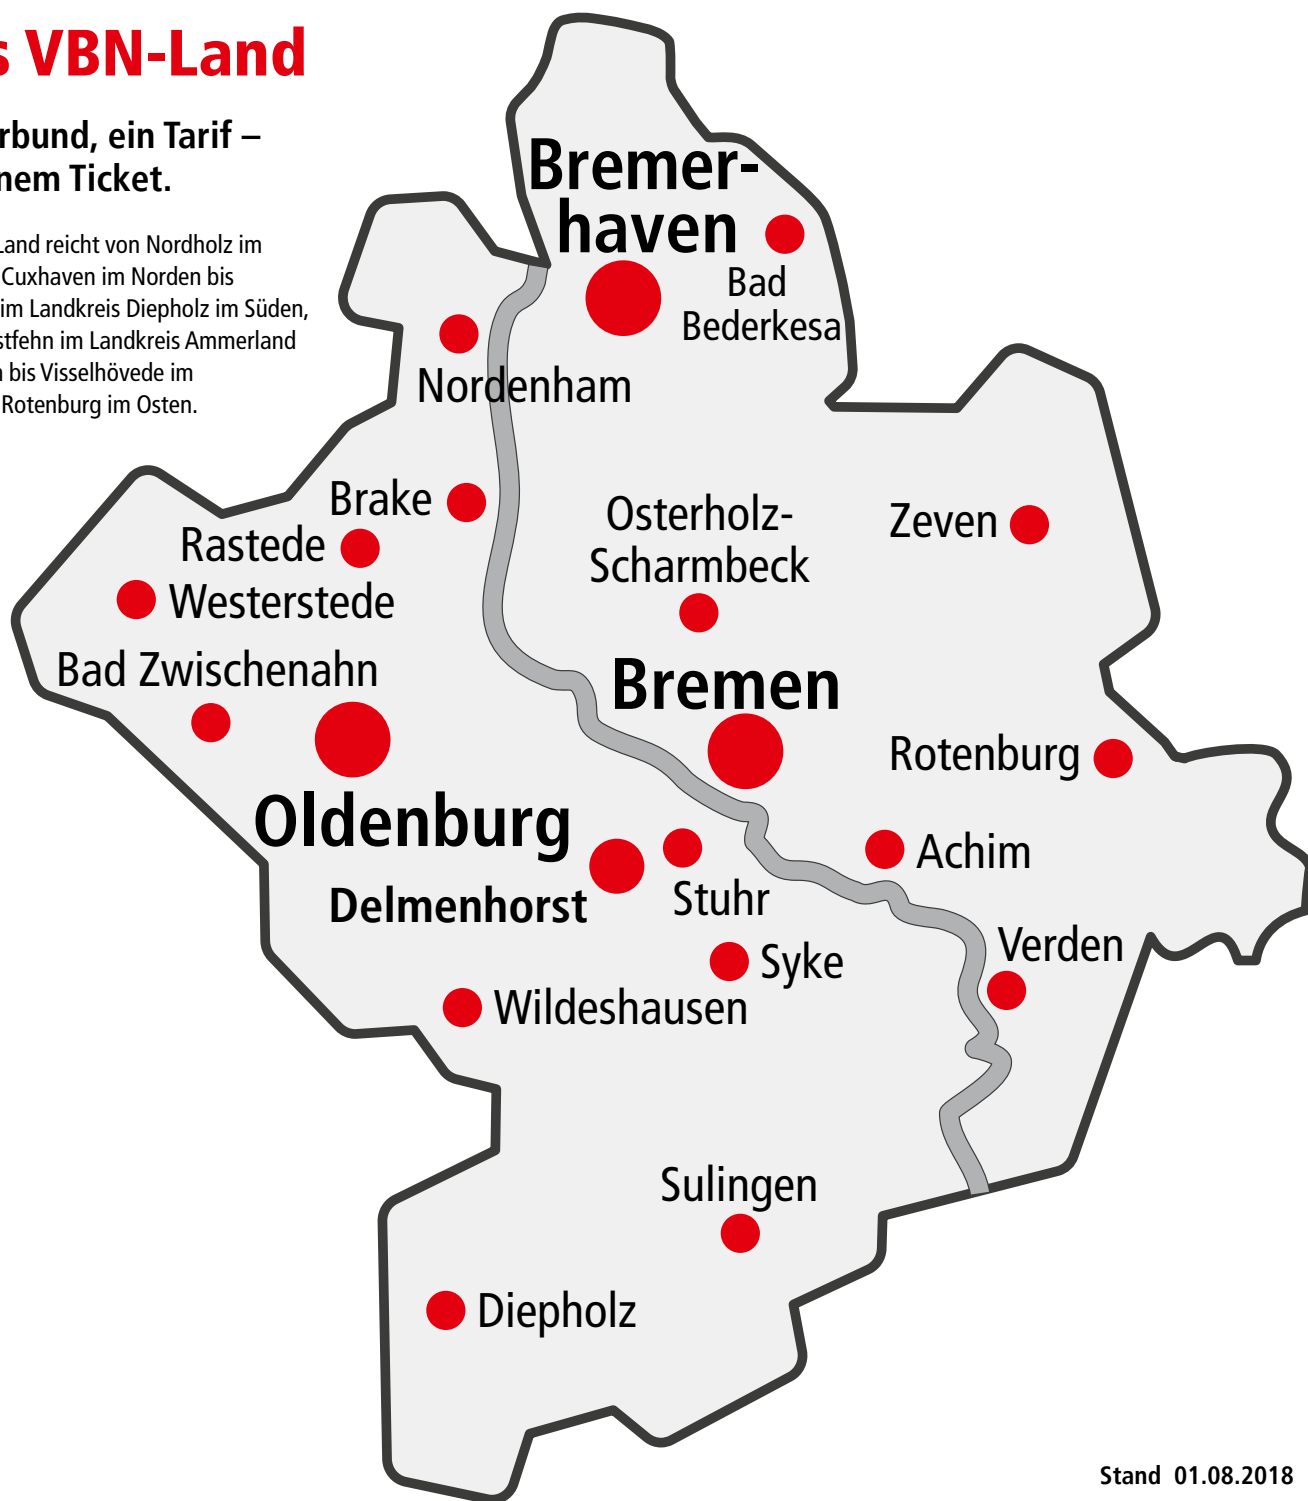 s VBN-Land
rbund, ein Tarif –
nem Ticket.
Land reicht von Nordholz im
Cuxhaven im Norden bis
im Landkreis Diepholz im Süden,
stfehn im Landkreis Ammerland
n bis Visselhövede im
Rotenburg im Osten.
Bremer-
haven
Bad
Bederkesa
Nordenham
Brake
Rastede
Westerstede
Osterholz-
Scharmbeck
Zeven
Bad Zwischenahn
Bremen
Rotenburg
Oldenburg
Delmenhorst
Stuhr
Achim
Syke
Verden
Wildeshausen
Sulingen
Diepholz
Stand 01.08.2018